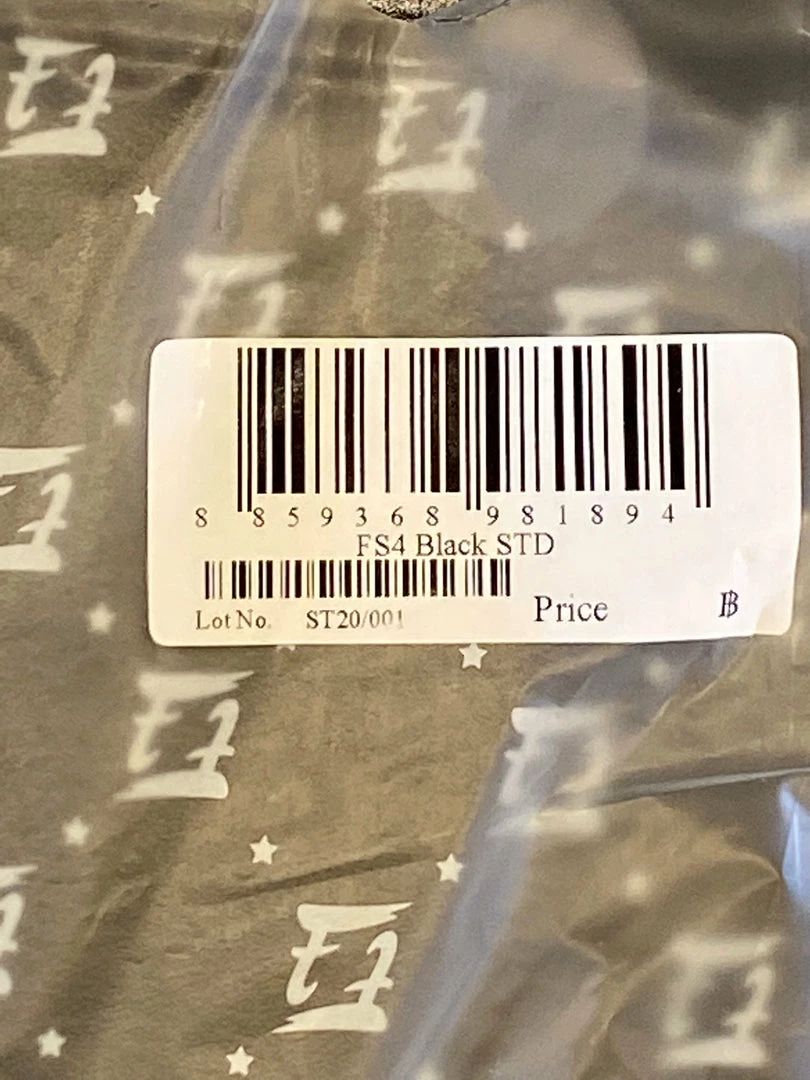 8 859368 981894
FS4 Black STD
Lot No. ST20/001 Price ฿